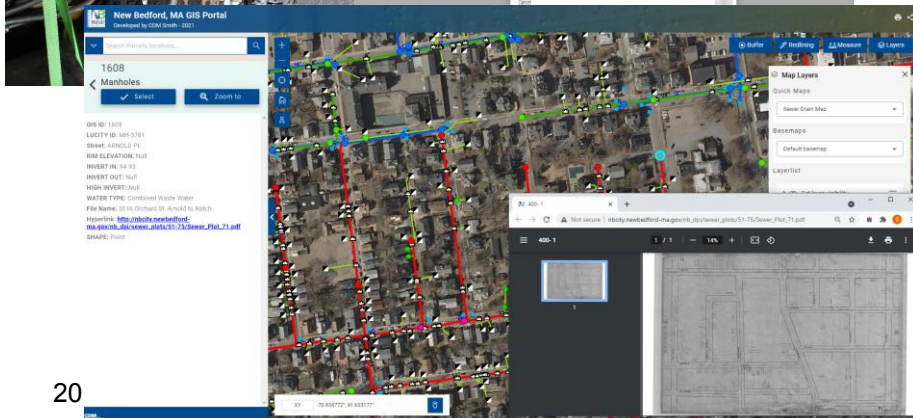 New Bedford, MA GIS Portal
Developed by CDM Smith - 2021
Search Parcels, locations...
1608
Manholes
Select
Zoom to
GIS ID: 1608
LUCITY ID: MH-3781
Street: ARNOLD PL
RIM ELEVATION: Null
INVERT IN: 94.93
INVERT OUT: Null
HIGH INVERT: Null
WATER TYPE: Combined Waste Water
File Name: S016 Orchard St. Arnold to Rotch
Hyperlink: http://nbcity.newbedford-
ma.gov/nb_dpi/sewer_plots/51-75/Sewer_Plot_71.pdf
SHAPE: Point
Buffer
Redlining
Measure
Layers
Map Layers
Quick Maps
Sewer Drain Map
Basemaps
Default basemap
Layerlist
400- 1
Not secure | nbcity.newbedford-ma.gov/nb_dpi/sewer_plots/51-75/Sewer_Plot_71.pdf
400- 1
1 / 1
14%
1
XY
20